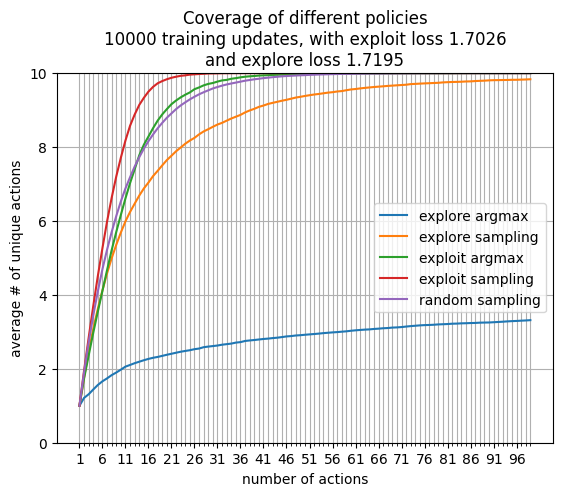 Coverage of different policies
10000 training updates, with exploit loss 1.7026
and explore loss 1.7195
average # of unique actions
10
8
6
4
2
0
explore argmax
explore sampling
exploit argmax
exploit sampling
random sampling
1 6 11 16 21 26 31 36 41 46 51 56 61 66 71 76 81 86 91 96
number of actions